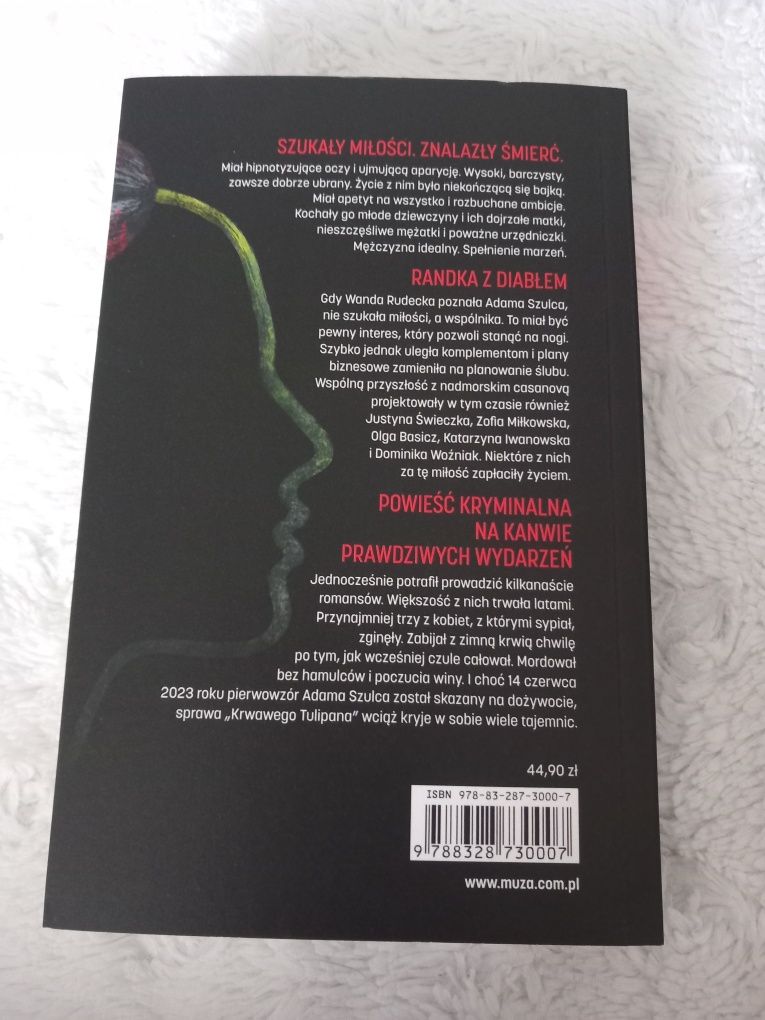 SZUKAŁY MIŁOŚCI. ZNALAZŁY ŚMIERĆ.
Miał hipnotyzujące oczy i ujmującą aparycję. Wysoki, barczysty,
zawsze dobrze ubrany. Życie z nim było niekończącą się bajką.
Miał apetyt na wszystko i rozbuchane ambicje.
Kochały go młode dziewczyny i ich dojrzałe matki,
nieszczęśliwe mężatki i poważne urzędniczki.
Mężczyzna idealny. Spełnienie marzeń.
RANDKA Z DIABŁEM
Gdy Wanda Rudecka poznała Adama Szulca,
nie szukała miłości, a wspólnika. To miał być
pewny interes, który pozwoli stanąć na nogi.
Szybko jednak uległa komplementom i plany
biznesowe zamieniła na planowanie ślubu.
Wspólną przyszłość z nadmorskim casanovą
projektowały w tym czasie również
Justyna Świeczka, Zofia Miłkowska,
Olga Basicz, Katarzyna Iwanowska
i Dominika Woźniak. Niektóre z nich
za tę miłość zapłaciły życiem.
POWIEŚĆ KRYMINALNA
NA KANWIE
PRAWDZIWYCH WYDARZEŃ
Jednocześnie potrafił prowadzić kilkanaście
romansów. Większość z nich trwała latami.
Przynajmniej trzy z kobiet, z którymi sypiał,
zginęły. Zabijał z zimną krwią chwilę
po tym, jak wcześniej czule całował. Mordował
bez hamulców i poczucia winy. I choć 14 czerwca
2023 roku pierwowzór Adama Szulca został skazany na dożywocie,
sprawa „Krwawego Tulipana" wciąż kryje w sobie wiele tajemnic.
44,90 zł
ISBN 978-83-287-3000-7
9 788328 730007
www.muza.com.pl